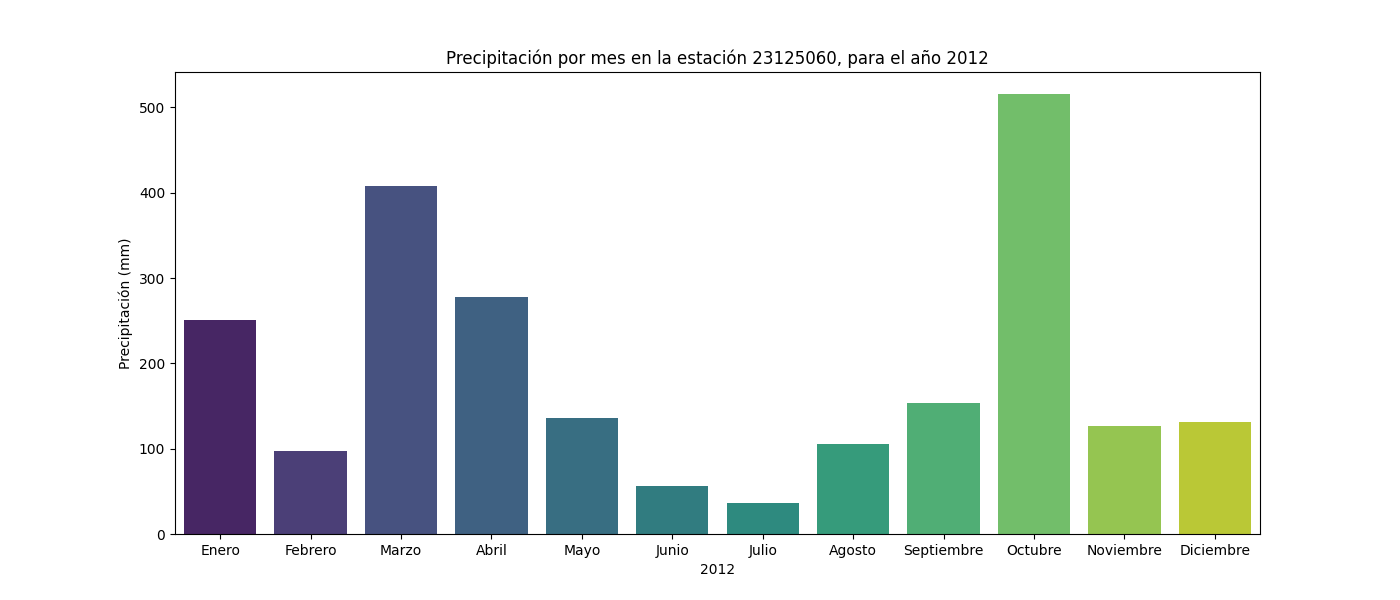 Precipitación por mes en la estación 23125060, para el año 2012
Precipitación (mm)
500
400
300
200
100
0
Enero Febrero Marzo Abril Mayo Junio Julio Agosto Septiembre Octubre Noviembre Diciembre
2012